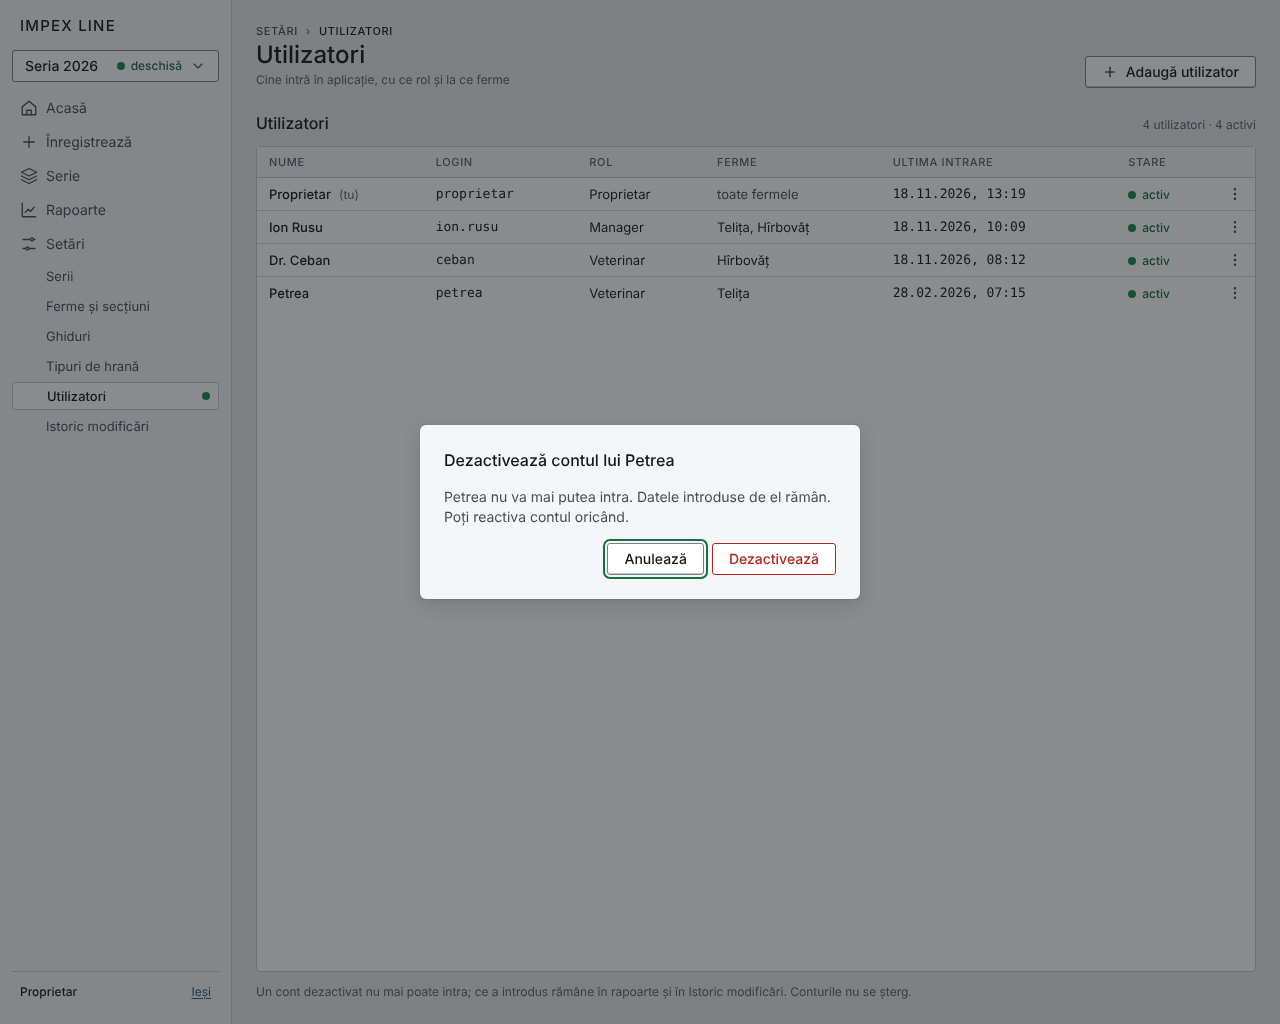 IMPEX LINE
Seria 2026 deschisă
Acasă
Înregistrează
Serie
Rapoarte
Setări
Serii
Ferme și secțiuni
Ghiduri
Tipuri de hrană
Utilizatori
Istoric modificări
Proprietar Ieși
SETĂRI › UTILIZATORI
Utilizatori
Cine intră în aplicație, cu ce rol și la ce ferme
Adaugă utilizator
Utilizatori 4 utilizatori · 4 activi
NUME LOGIN ROL FERME ULTIMA INTRARE STARE
Proprietar (tu) proprietar Proprietar toate fermele 18.11.2026, 13:19 activ
Ion Rusu ion.rusu Manager Telița, Hîrbovăț 18.11.2026, 10:09 activ
Dr. Ceban ceban Veterinar Hîrbovăț 18.11.2026, 08:12 activ
Petrea petrea Veterinar Telița 28.02.2026, 07:15 activ
Dezactivează contul lui Petrea
Petrea nu va mai putea intra. Datele introduse de el rămân.
Poți reactiva contul oricând.
Anulează Dezactivează
Un cont dezactivat nu mai poate intra; ce a introdus rămâne în rapoarte și în Istoric modificări. Conturile nu se șterg.